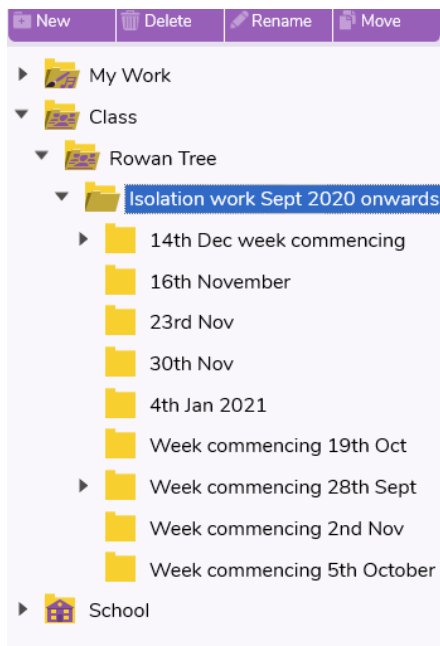 New Delete Rename Move
My Work
Class
Rowan Tree
Isolation work Sept 2020 onwards
14th Dec week commencing
16th November
23rd Nov
30th Nov
4th Jan 2021
Week commencing 19th Oct
Week commencing 28th Sept
Week commencing 2nd Nov
Week commencing 5th October
School